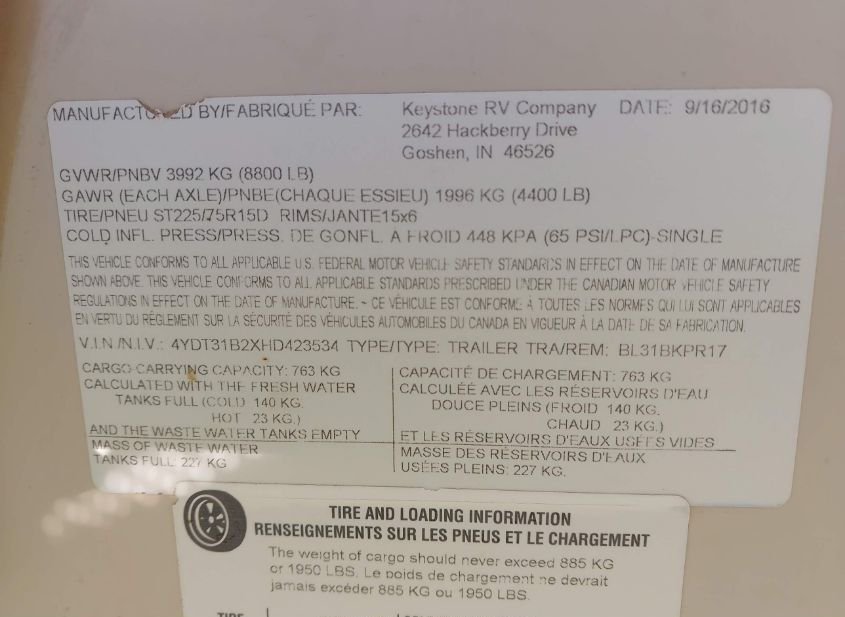 MANUFACTURED BY/FABRIQUÉ PAR: Keystone RV Company DATE: 9/16/2016
2642 Hackberry Drive
Goshen, IN 46526
GVWR/PNBV 3992 KG (8800 LB)
GAWR (EACH AXLE)/PNBE(CHAQUE ESSIEU) 1996 KG (4400 LB)
TIRE/PNEU ST225/75R15D RIMS/JANTE15x6
COLD INFL. PRESS/PRESS. DE GONFL. A FROID 448 KPA (65 PSI/LPC)-SINGLE
THIS VEHICLE CONFORMS TO ALL APPLICABLE U.S. FEDERAL MOTOR VEHICLE SAFETY STANDARDS IN EFFECT ON THE DATE OF MANUFACTURE
SHOWN ABOVE. THIS VEHICLE CONFORMS TO ALL APPLICABLE STANDARDS PRESCRIBED UNDER THE CANADIAN MOTOR VEHICLE SAFETY
REGULATIONS IN EFFECT ON THE DATE OF MANUFACTURE. - CE VÉHICULE EST CONFORME À TOUTES LES NORMES QUI LUI SONT APPLICABLES
EN VERTU DU RÈGLEMENT SUR LA SÉCURITÉ DES VÉHICULES AUTOMOBILES DU CANADA EN VIGUEUR À LA DATE DE SA FABRICATION.
V.I.N./N.I.V.: 4YDT31B2XHD423534 TYPE/TYPE: TRAILER TRA/REM: BL31BKPR17
CARGO-CARRYING CAPACITY: 763 KG
CALCULATED WITH THE FRESH WATER
TANKS FULL (COLD 140 KG.
HOT 23 KG.)
AND THE WASTE WATER TANKS EMPTY
MASS OF WASTE WATER
TANKS FULL: 227 KG
CAPACITÉ DE CHARGEMENT: 763 KG
CALCULÉE AVEC LES RÉSERVOIRS D'EAU
DOUCE PLEINS (FROID 140 KG.
CHAUD 23 KG.)
ET LES RÉSERVOIRS D'EAUX USÉES VIDES
MASSE DES RÉSERVOIRS D'EAUX
USÉES PLEINS: 227 KG.
TIRE AND LOADING INFORMATION
RENSEIGNEMENTS SUR LES PNEUS ET LE CHARGEMENT
The weight of cargo should never exceed 885 KG
or 1950 LBS. Le poids de chargement ne devrait
jamais excéder 885 KG ou 1950 LBS.
TIRE